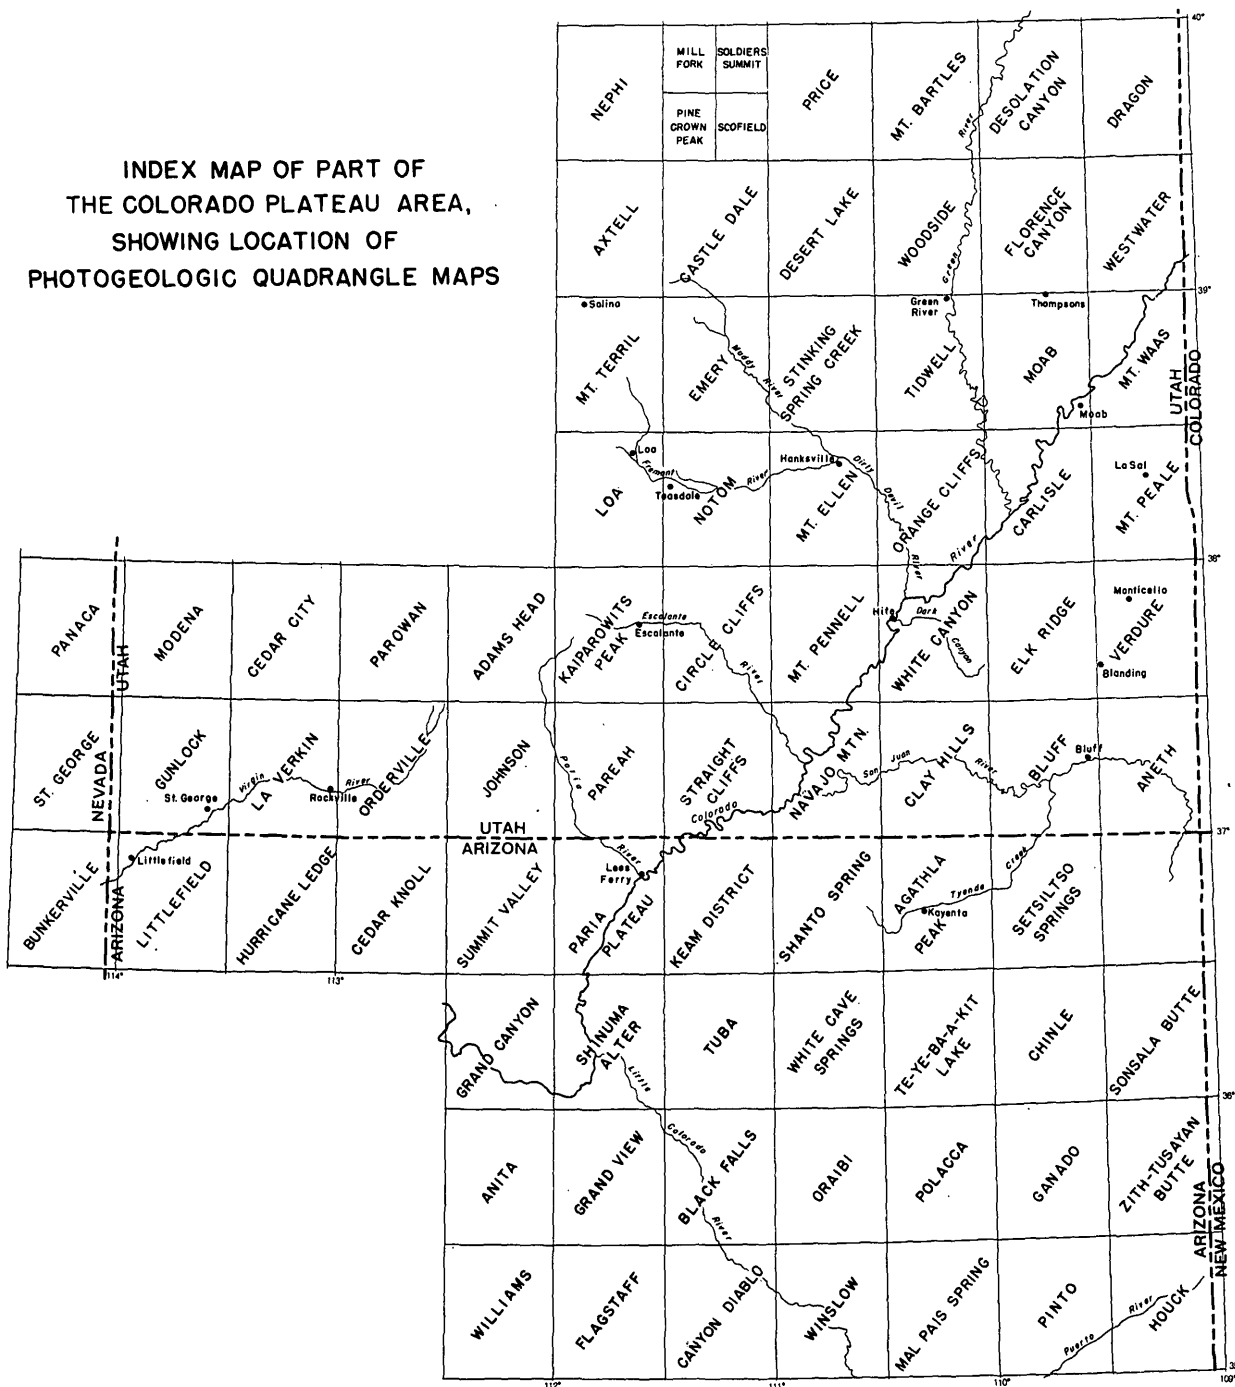 INDEX MAP OF PART OF
THE COLORADO PLATEAU AREA,
SHOWING LOCATION OF
PHOTOGEOLOGIC QUADRANGLE MAPS
40°
NEPHI
MILL
FORK
SOLDIERS
SUMMIT
PINE
CROWN
PEAK
SCOFIELD
PRICE
MT. BARTLES
River
DESOLATION
CANYON
DRAGON
AXTELL
CASTLE DALE
DESERT LAKE
WOODSIDE
Green
FLORENCE
CANYON
WESTWATER
39°
Salina
Green
River
Thompsons
MT. TERRIL
EMERY
Muddy
River
STINKING
SPRING CREEK
TIDWELL
MOAB
MT. WAAS
UTAH
COLORADO
Moab
Loa
Fremont
River
Teasdale
Hanksville
Dirty
Devil
River
LOA
NOTOM
MT. ELLEN
ORANGE CLIFFS
CARLISLE
La Sal
MT. PEALE
River
38°
PANACA
UTAH
MODENA
CEDAR CITY
PAROWAN
ADAMS HEAD
KAIPAROWITS
PEAK
Escalante
Escalante
River
CIRCLE CLIFFS
MT. PENNELL
Hite
Dark
Canyon
WHITE CANYON
ELK RIDGE
Monticello
VERDURE
Blanding
ST. GEORGE
NEVADA
GUNLOCK
St. George
Virgin
LA VERKIN
River
Rockville
ORDERVILLE
JOHNSON
Paria
PAREAH
STRAIGHT
CLIFFS
Colorado
NAVAJO MTN.
San Juan
River
CLAY HILLS
BLUFF
Bluff
ANETH
37°
UTAH
ARIZONA
BUNKERVILLE
ARIZONA
Littlefield
LITTLEFIELD
HURRICANE LEDGE
CEDAR KNOLL
SUMMIT VALLEY
River
Lees
Ferry
PARIA
PLATEAU
KEAM DISTRICT
SHANTO SPRING
AGATHLA
PEAK
Kayenta
Tyende
Creek
SETSILTSO
SPRINGS
114°
113°
GRAND CANYON
SHINUMA
ALTER
Little
TUBA
WHITE CAVE
SPRINGS
TE-YE-BA-A-KIT
LAKE
CHINLE
SONSALA BUTTE
36°
ANITA
GRAND VIEW
Colorado
BLACK FALLS
River
ORAIBI
POLACCA
GANADO
ZITH-TUSAYAN
BUTTE
ARIZONA
NEW MEXICO
WILLIAMS
FLAGSTAFF
CANYON DIABLO
WINSLOW
MAL PAIS SPRING
PINTO
Puerto
River
HOUCK
112°
111°
110°
109°